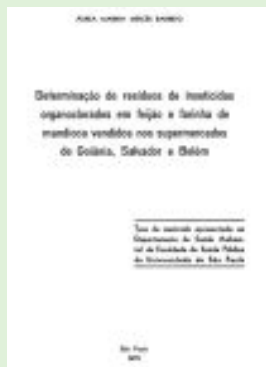 Determinação de resíduos de inseticidas
organoclorados em feijão e farinha de
mandioca vendidos nos supermercados
de Goiânia, Salvador e Belém
Tese de mestrado apresentada ao
Departamento de Saúde Ambien-
tal da Faculdade de Saúde Pública
da Universidade de São Paulo
São Paulo